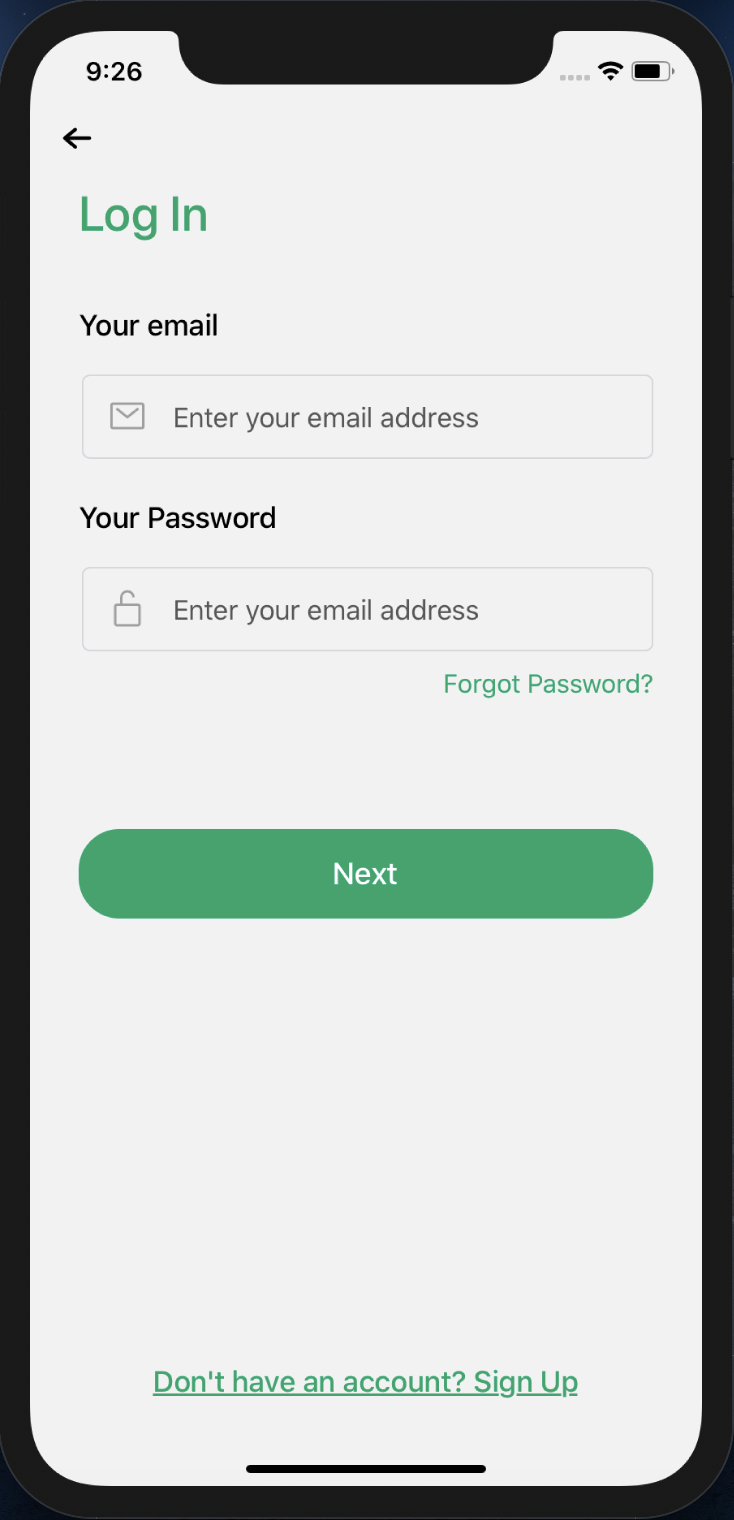 9:26
Log In
Your email
Enter your email address
Your Password
Enter your email address
Forgot Password?
Next
Don't have an account? Sign Up